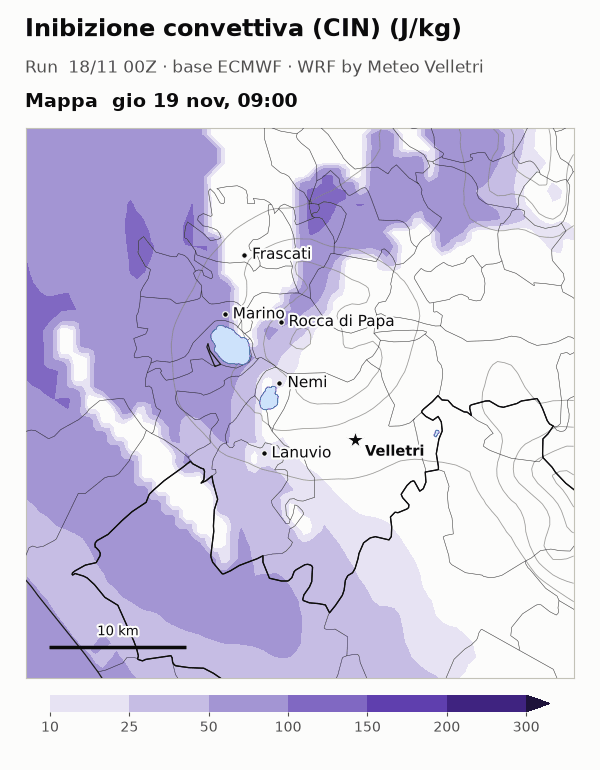 Inibizione convettiva (CIN) (J/kg)
Run  18/11 00Z · base ECMWF · WRF by Meteo Velletri
Mappa  gio 19 nov, 09:00
Frascati
Marino
Rocca di Papa
Nemi
Velletri
Lanuvio
10 km
10 25 50 100 150 200 300